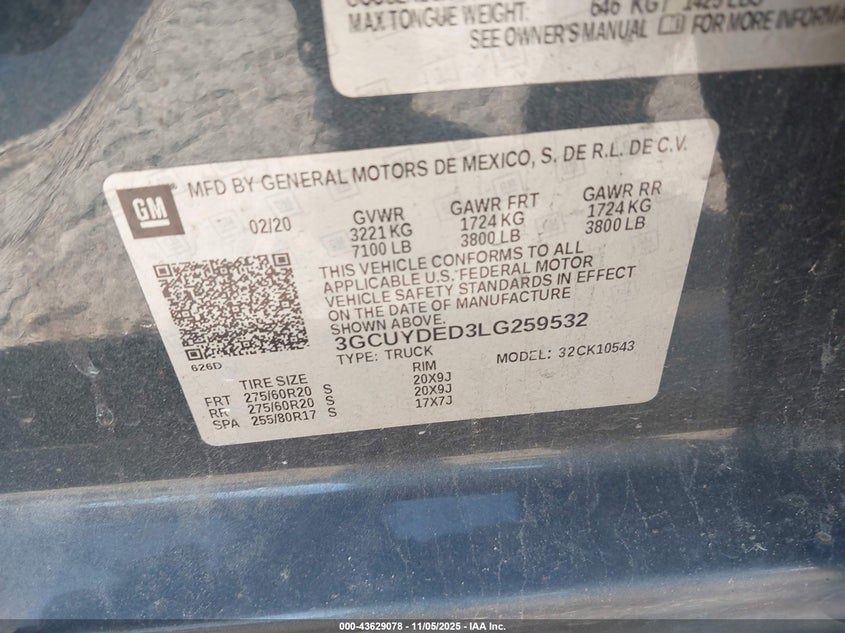 MAX TONGUE WEIGHT: 646 KG
SEE OWNER'S MANUAL FOR MORE INFORMA
GM
MFD BY GENERAL MOTORS DE MEXICO, S. DE R.L. DE C.V.
02/20
GVWR GAWR FRT GAWR RR
3221 KG 1724 KG 1724 KG
7100 LB 3800 LB 3800 LB
THIS VEHICLE CONFORMS TO ALL
APPLICABLE U.S. FEDERAL MOTOR
VEHICLE SAFETY STANDARDS IN EFFECT
ON THE DATE OF MANUFACTURE
SHOWN ABOVE.
3GCUYDED3LG259532
626D
TYPE: TRUCK MODEL: 32CK10543
TIRE SIZE RIM
FRT 275/60R20 S 20X9J
RR 275/60R20 S 20X9J
SPA 255/80R17 S 17X7J
000-43629078 - 11/05/2025 - IAA Inc.